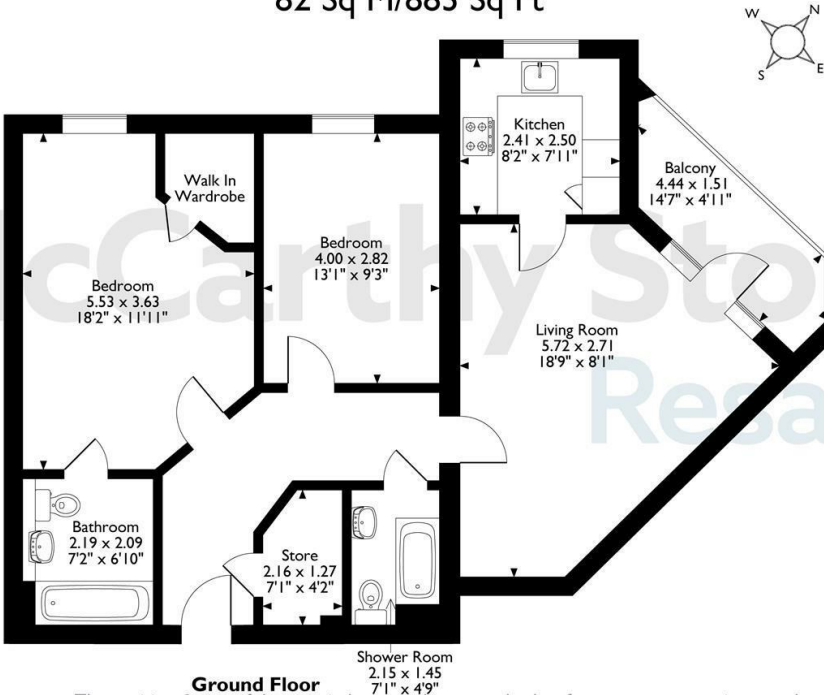 82 Sq M/883 Sq Ft
W
N
S
E
Kitchen
2.41 x 2.50
8'2" x 7'11"
Balcony
4.44 x 1.51
14'7" x 4'11"
Walk In
Wardrobe
Bedroom
4.00 x 2.82
13'1" x 9'3"
Bedroom
5.53 x 3.63
18'2" x 11'11"
cCarthy Sto
Living Room
5.72 x 2.71
18'9" x 8'1"
Resa
Bathroom
2.19 x 2.09
7'2" x 6'10"
Store
2.16 x 1.27
7'1" x 4'2"
Shower Room
2.15 x 1.45
7'1" x 4'9"
Ground Floor